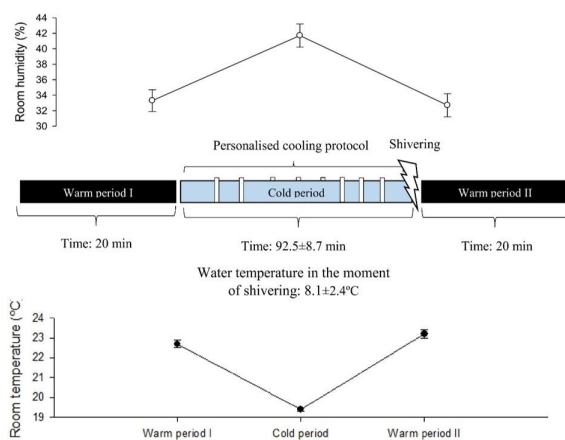 Room humidity (%)
44
42
40
38
36
34
32
30
Personalised cooling protocol
Shivering
Warm period I
Cold period
Warm period II
Time: 20 min
Time: 92.5±8.7 min
Time: 20 min
Water temperature in the moment
of shivering: 8.1±2.4ºC
Room temperature (ºC)
24
23
22
21
20
19
Warm period I
Cold period
Warm period II